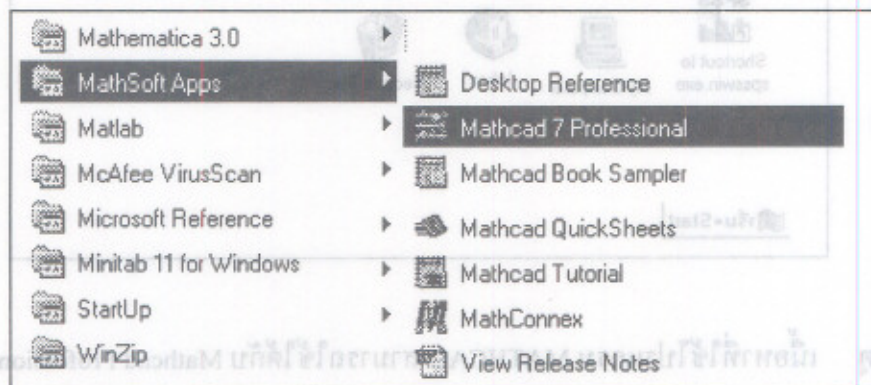 Mathematica 3.0
MathSoft Apps
Matlab
McAfee VirusScan
Microsoft Reference
Minitab 11 for Windows
StartUp
WinZip
Desktop Reference
Mathcad 7 Professional
Mathcad Book Sampler
Mathcad QuickSheets
Mathcad Tutorial
MathConnex
View Release Notes